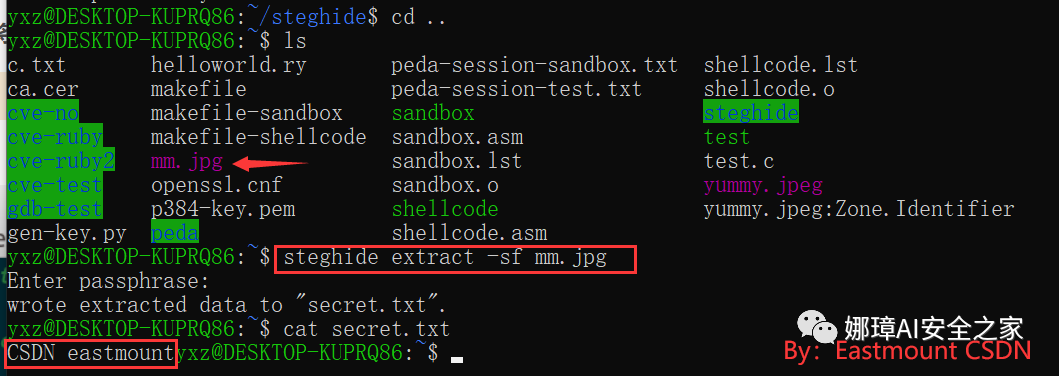 yxz@DESKTOP-KUPRQ86:~/steghide$ cd ..
yxz@DESKTOP-KUPRQ86:~$ ls
c.txt helloworld.ry peda-session-sandbox.txt shellcode.lst
ca.cer makefile peda-session-test.txt shellcode.o
cve-no makefile-sandbox sandbox steghide
cve-ruby makefile-shellcode sandbox.asm test
cve-ruby2 mm.jpg sandbox.lst test.c
cve-test openssl.cnf sandbox.o yummy.jpeg
gdb-test p384-key.pem shellcode yummy.jpeg:Zone.Identifier
gen-key.py peda shellcode.asm
yxz@DESKTOP-KUPRQ86:~$ steghide extract -sf mm.jpg
Enter passphrase:
wrote extracted data to "secret.txt".
yxz@DESKTOP-KUPRQ86:~$ cat secret.txt
CSDN eastmountyxz@DESKTOP-KUPRQ86:~$
娜璋AI安全之家
By: Eastmount CSDN